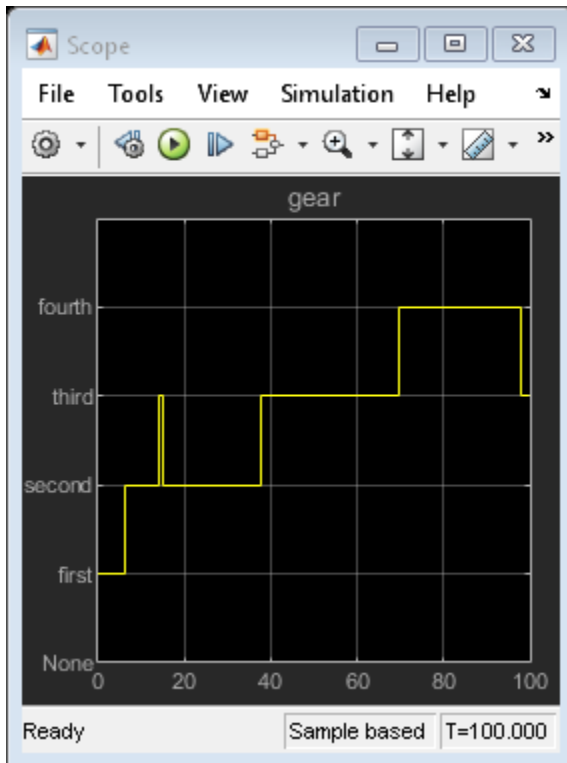 Scope
File Tools View Simulation Help
gear
fourth
third
second
first
None
0 20 40 60 80 100
Ready Sample based T=100.000